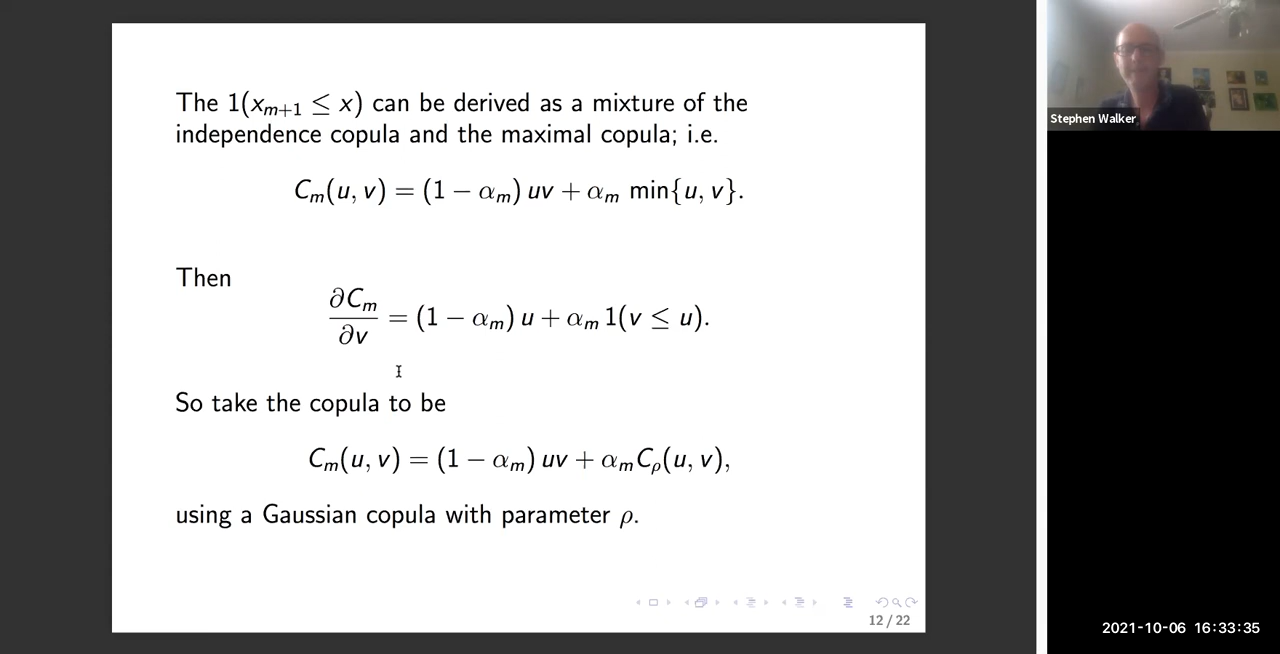 The 1(x_{m+1} ≤ x) can be derived as a mixture of the
independence copula and the maximal copula; i.e.
C_m(u, v) = (1 − α_m) uv + α_m min{u, v}.
Then
∂C_m/∂v = (1 − α_m) u + α_m 1(v ≤ u).
So take the copula to be
C_m(u, v) = (1 − α_m) uv + α_m C_ρ(u, v),
using a Gaussian copula with parameter ρ.
12 / 22
Stephen Walker
2021-10-06 16:33:35